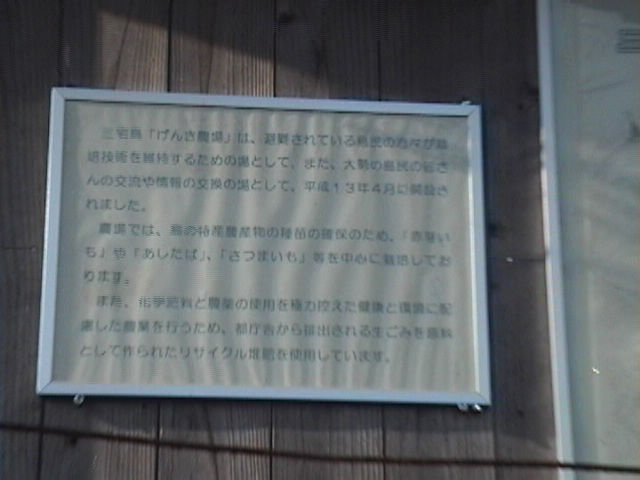 三宅島「げんき農場」は、避難されている島民の方々が栽
培技術を維持するための場として、また、大勢の島民の皆さ
んの交流や情報の交換の場として、平成13年4月に開設さ
れました。
農場では、島の特産農産物の種苗の確保のため、「赤芽い
も」や「あしたば」、「さつまいも」等を中心に栽培してお
ります。
また、化学肥料と農薬の使用を極力控えた健康と環境に配
慮した農業を行うため、都庁舎から排出される生ごみを原料
として作られたリサイクル堆肥を使用しています。